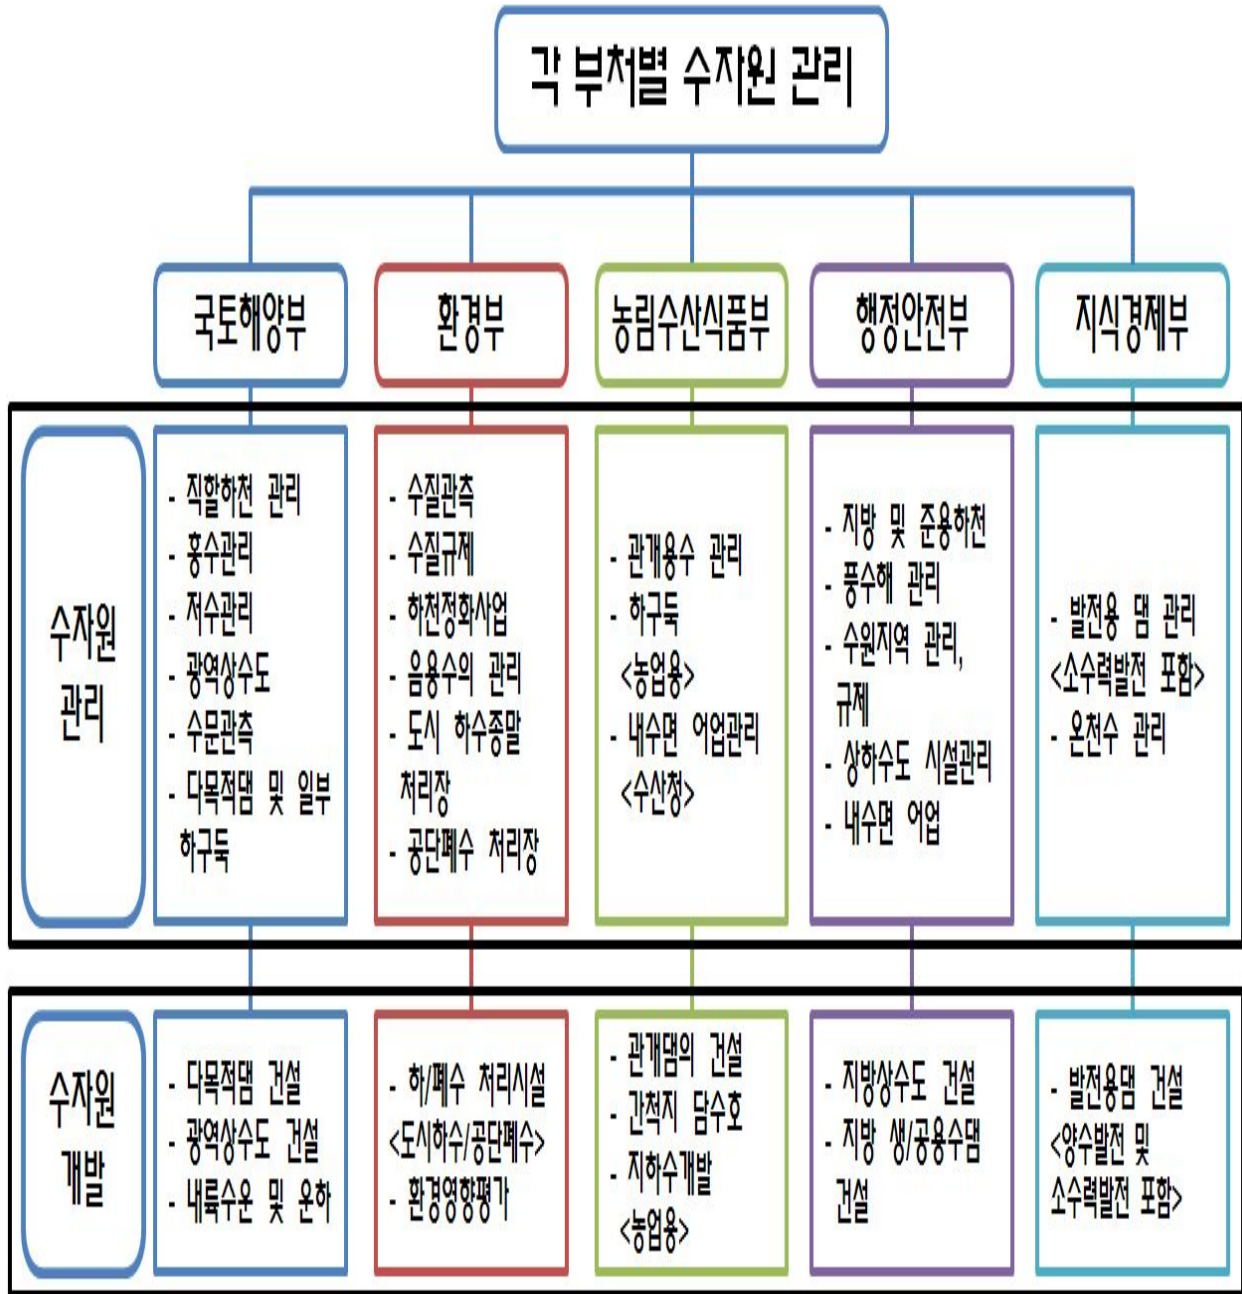 각 부처별 수자원 관리
국토해양부
환경부
농림수산식품부
행정안전부
지식경제부
수자원
관리
- 직할하천 관리
- 홍수관리
- 저수관리
- 광역상수도
- 수문관측
- 다목적댐 및 일부
하구둑
- 수질관측
- 수질규제
- 하천정화사업
- 음용수의 관리
- 도시 하수종말
처리장
- 공단폐수 처리장
- 관개용수 관리
- 하구둑
<농업용>
- 내수면 어업관리
<수산청>
- 지방 및 준용하천
- 풍수해 관리
- 수원지역 관리,
규제
- 상하수도 시설관리
- 내수면 어업
- 발전용 댐 관리
<소수력발전 포함>
- 온천수 관리
수자원
개발
- 다목적댐 건설
- 광역상수도 건설
- 내륙수운 및 운하
- 하/폐수 처리시설
<도시하수/공단폐수>
- 환경영향평가
- 관개댐의 건설
- 간척지 담수호
- 지하수개발
<농업용>
- 지방상수도 건설
- 지방 생/공용수댐
건설
- 발전용댐 건설
<양수발전 및
소수력발전 포함>